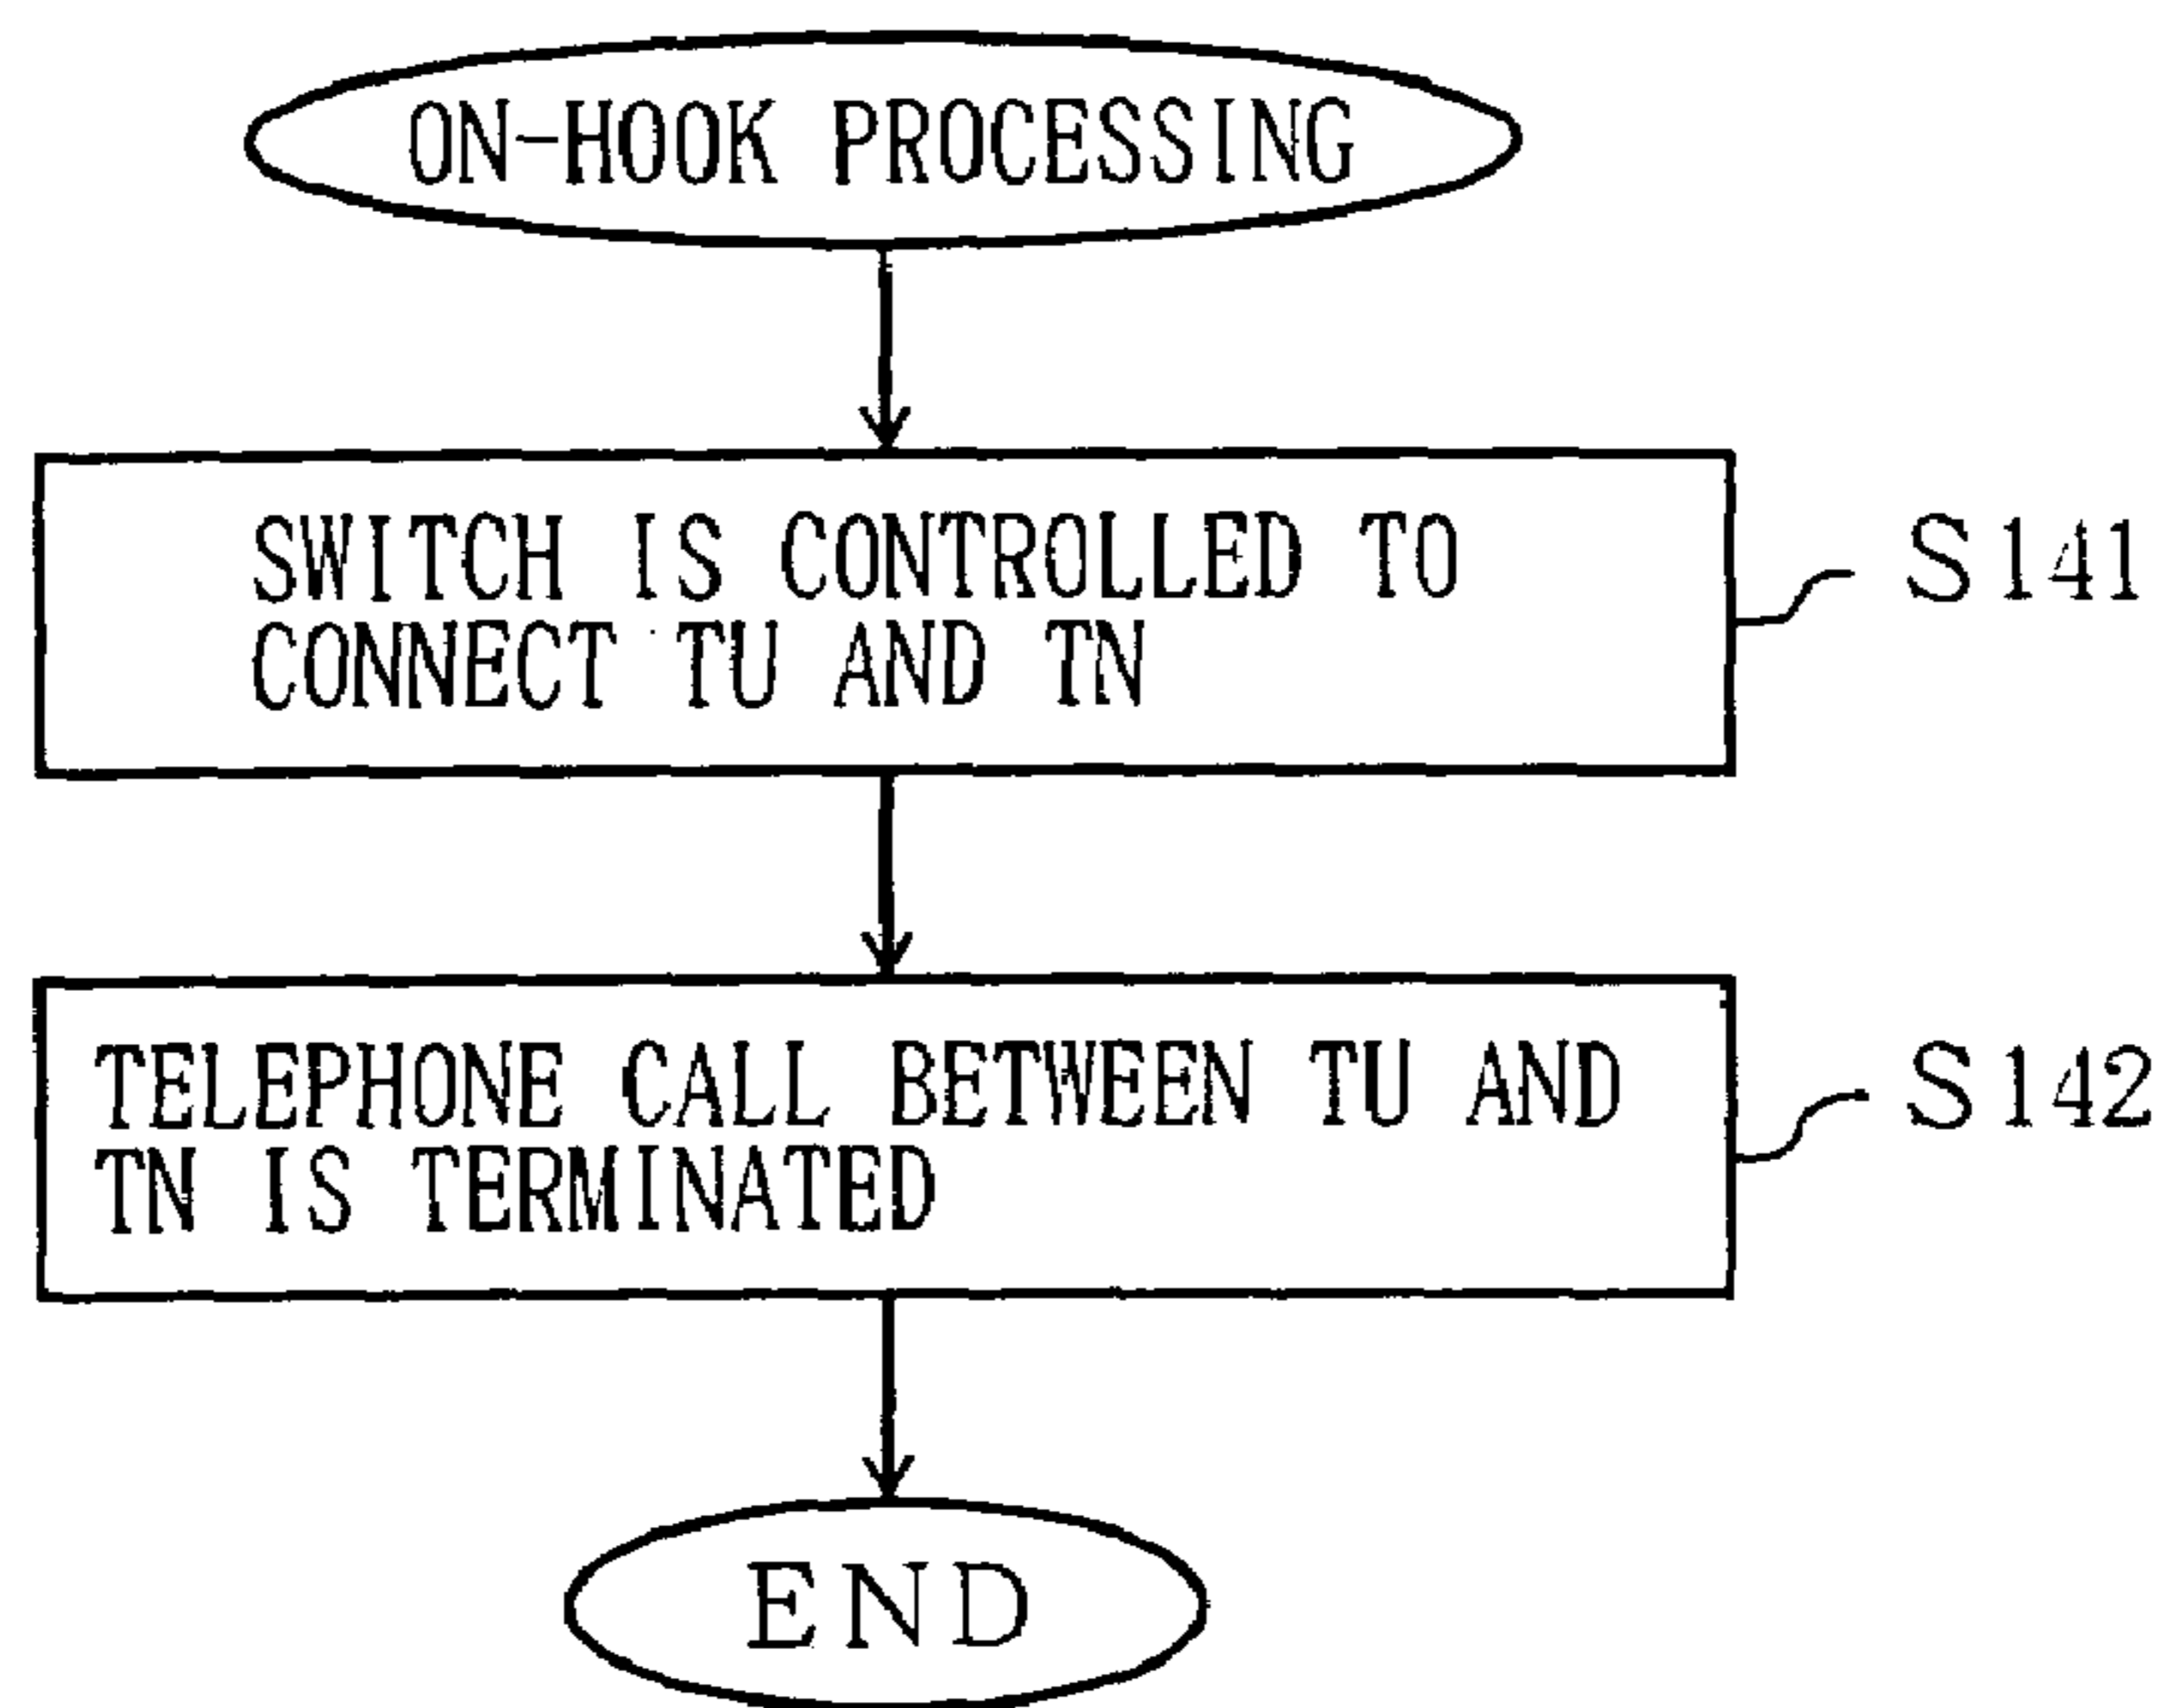 ON-HOOK PROCESSING
SWITCH IS CONTROLLED TO
CONNECT TU AND TN
S141
TELEPHONE CALL BETWEEN TU AND
TN IS TERMINATED
S142
END